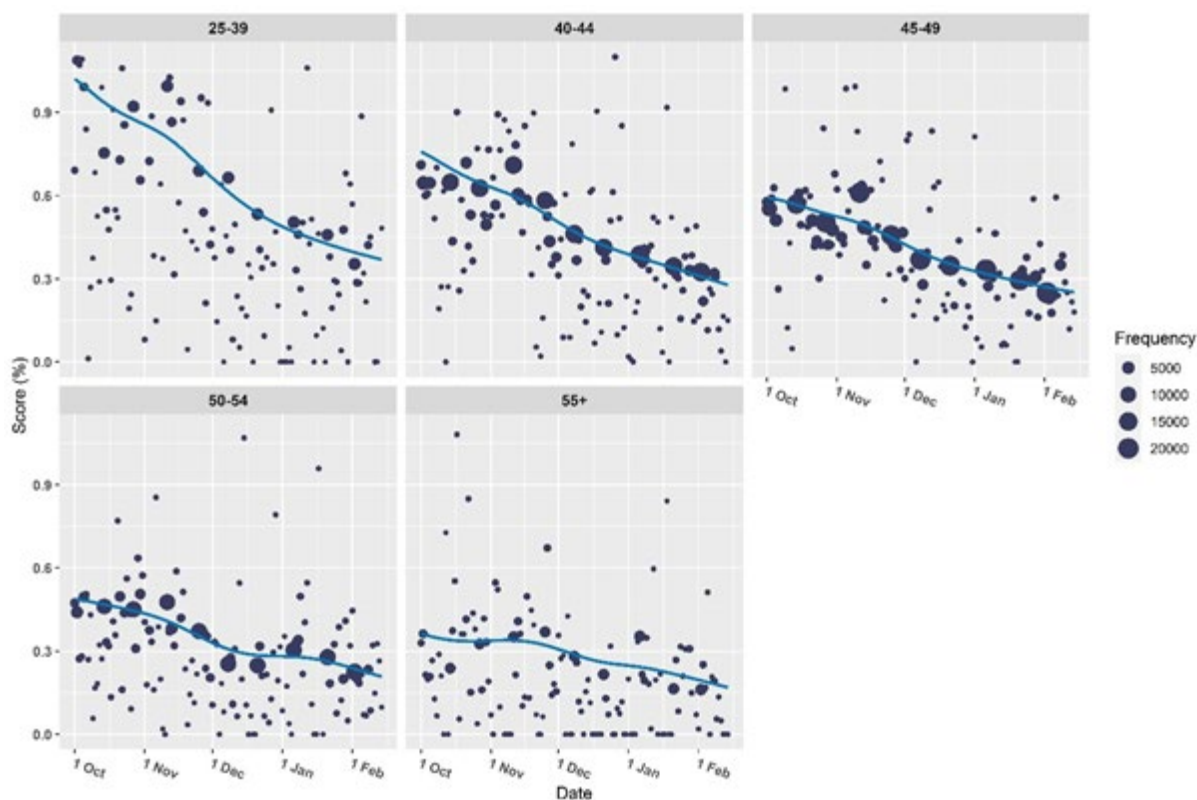 25-39
40-44
45-49
0.9
0.6
0.3
0.0
1 Oct
1 Nov
1 Dec
1 Jan
1 Feb
Score (%)
Frequency
5000
10000
15000
20000
50-54
55+
0.9
0.6
0.3
0.0
1 Oct
1 Nov
1 Dec
1 Jan
1 Feb
1 Oct
1 Nov
1 Dec
1 Jan
1 Feb
Date